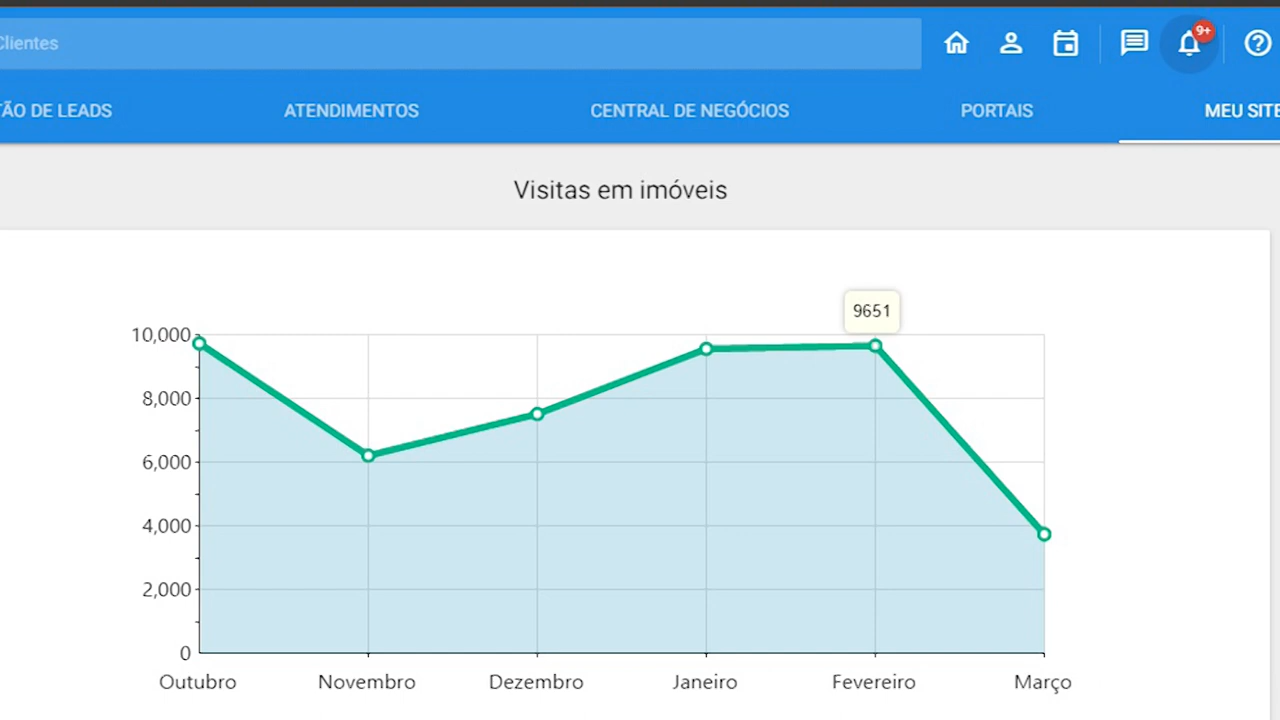 Clientes
9+
TÃO DE LEADS
ATENDIMENTOS
CENTRAL DE NEGÓCIOS
PORTAIS
MEU SITE
Visitas em imóveis
9651
10,000
8,000
6,000
4,000
2,000
0
Outubro
Novembro
Dezembro
Janeiro
Fevereiro
Março